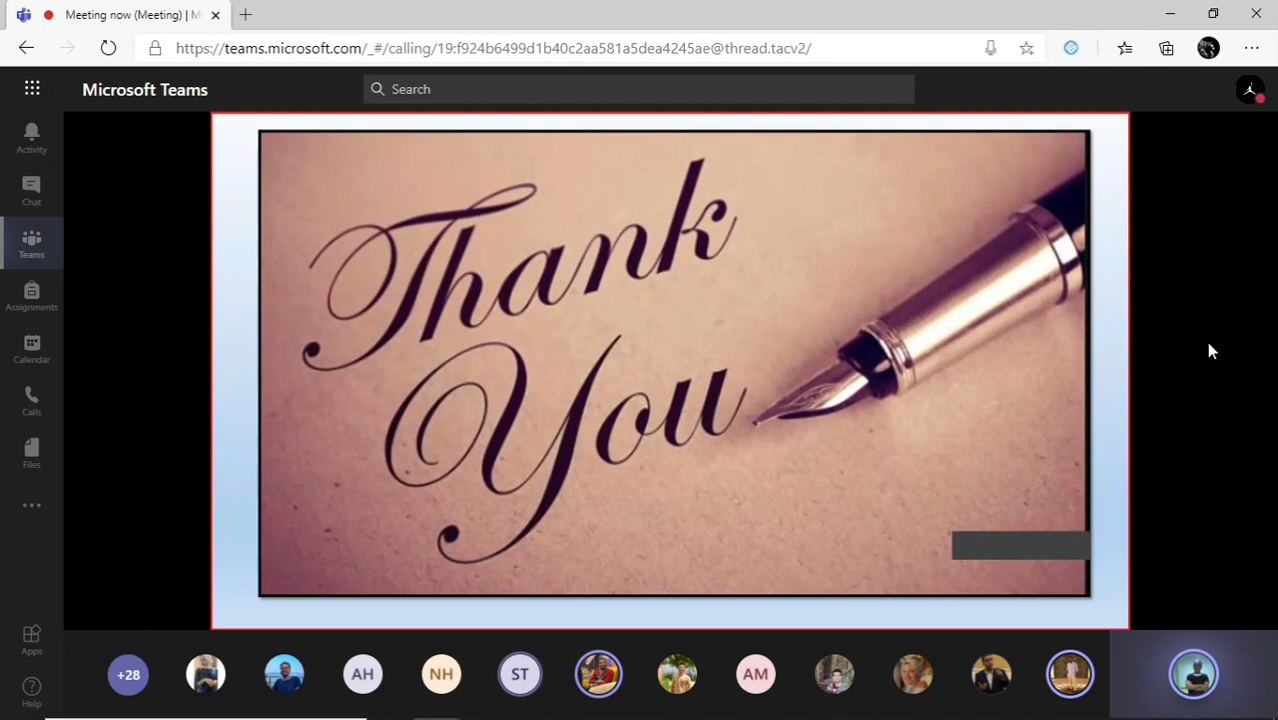 Meeting now (Meeting) | M
https://teams.microsoft.com/_#/calling/19:f924b6499d1b40c2aa581a5dea4245ae@thread.tacv2/
Microsoft Teams
Search
Activity
Chat
Teams
Assignments
Calendar
Calls
Files
Apps
Help
Thank
You
+28
AH
NH
ST
AM